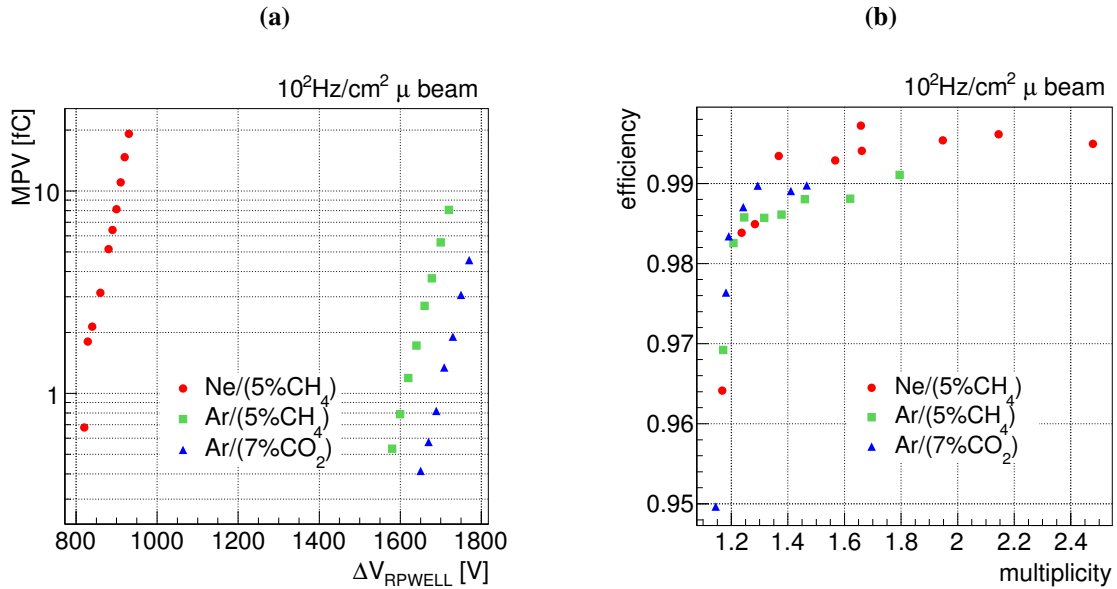 (a)
10²Hz/cm² μ beam
MPV [fC]
10
1
Ne/(5%CH₄)
Ar/(5%CH₄)
Ar/(7%CO₂)
800 1000 1200 1400 1600 1800
ΔV_RPWELL [V]
(b)
10²Hz/cm² μ beam
efficiency
0.99
0.98
0.97
0.96
0.95
Ne/(5%CH₄)
Ar/(5%CH₄)
Ar/(7%CO₂)
1.2 1.4 1.6 1.8 2 2.2 2.4
multiplicity